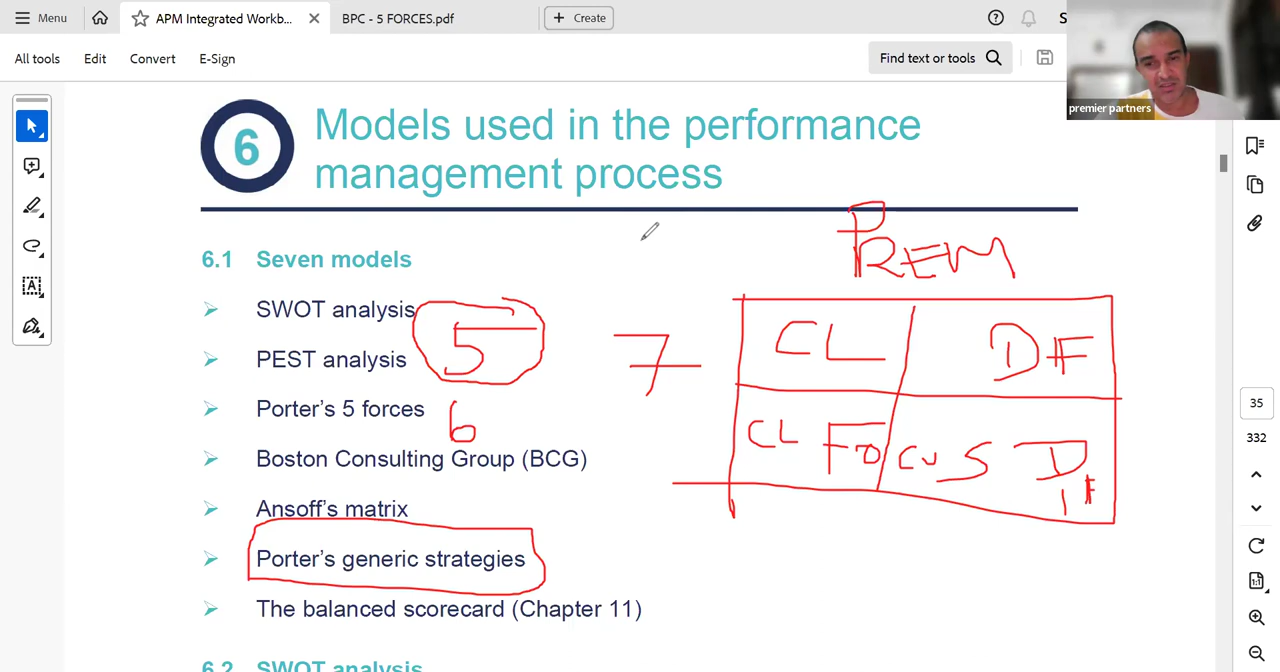 Menu
APM Integrated Workb...
BPC - 5 FORCES.pdf
+ Create
All tools
Edit
Convert
E-Sign
Find text or tools
premier partners
6
Models used in the performance
management process
PREM
6.1 Seven models
SWOT analysis
5
PEST analysis
7
CL
DF
Porter's 5 forces
6
CL
Focus
D
Boston Consulting Group (BCG)
Ansoff's matrix
Porter's generic strategies
The balanced scorecard (Chapter 11)
6.2 SWOT analysis
35
332